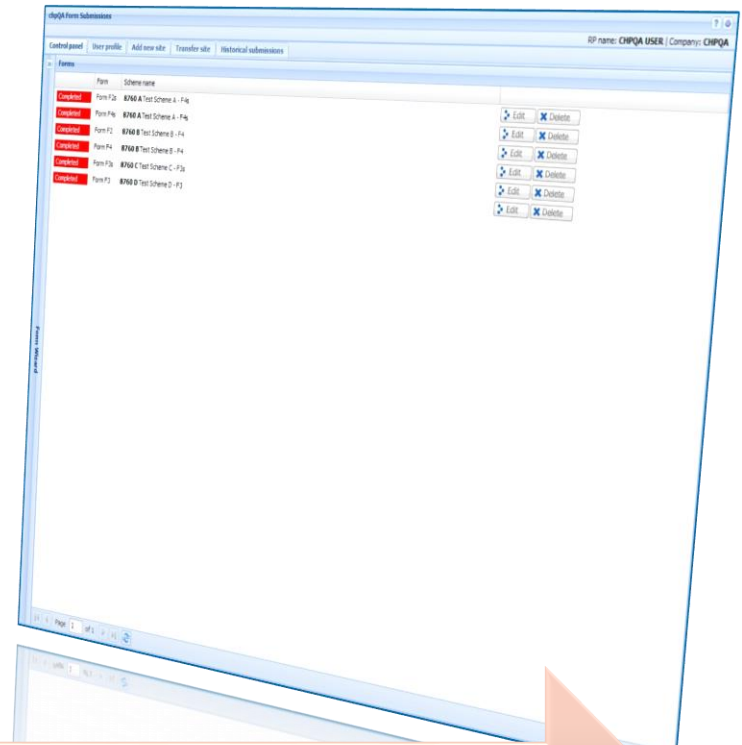 chpQA Form Submissions
RP name: CHPQA USER | Company: CHPQA
Control panel User profile Add new site Transfer site Historical submissions
Forms
Form Scheme name
Completed Form F2s 8760 A Test Scheme A - F4s Edit Delete
Completed Form F4s 8760 A Test Scheme A - F4s Edit Delete
Completed Form F2 8760 B Test Scheme B - F4 Edit Delete
Completed Form F4 8760 B Test Scheme B - F4 Edit Delete
Completed Form F3s 8760 C Test Scheme C - F3s Edit Delete
Completed Form F3 8760 D Test Scheme D - F3 Edit Delete
Form Wizard
Page 1 of 1